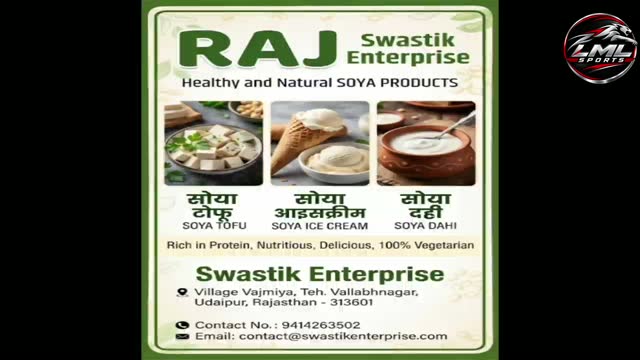 RAJ Swastik Enterprise
Healthy and Natural SOYA PRODUCTS
सोया टोफू
SOYA TOFU
सोया आइसक्रीम
SOYA ICE CREAM
सोया दही
SOYA DAHI
Rich in Protein, Nutritious, Delicious, 100% Vegetarian
Swastik Enterprise
Village Vajmiya, Teh. Vallabhnagar,
Udaipur, Rajasthan - 313601
Contact No. : 9414263502
Email: contact@swastikenterprise.com
LML
SPORTS